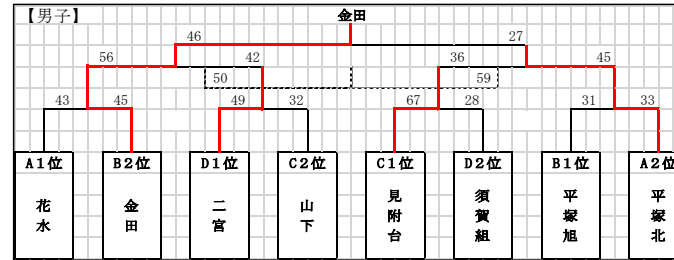 【男子】
金田
46 27
56 42 36 45
50 59
43 45 49 32 67 28 31 33
A1位 B2位 D1位 C2位 C1位 D2位 B1位 A2位
花水 金田 二宮 山下 見附台 須賀組 平塚旭 平塚北